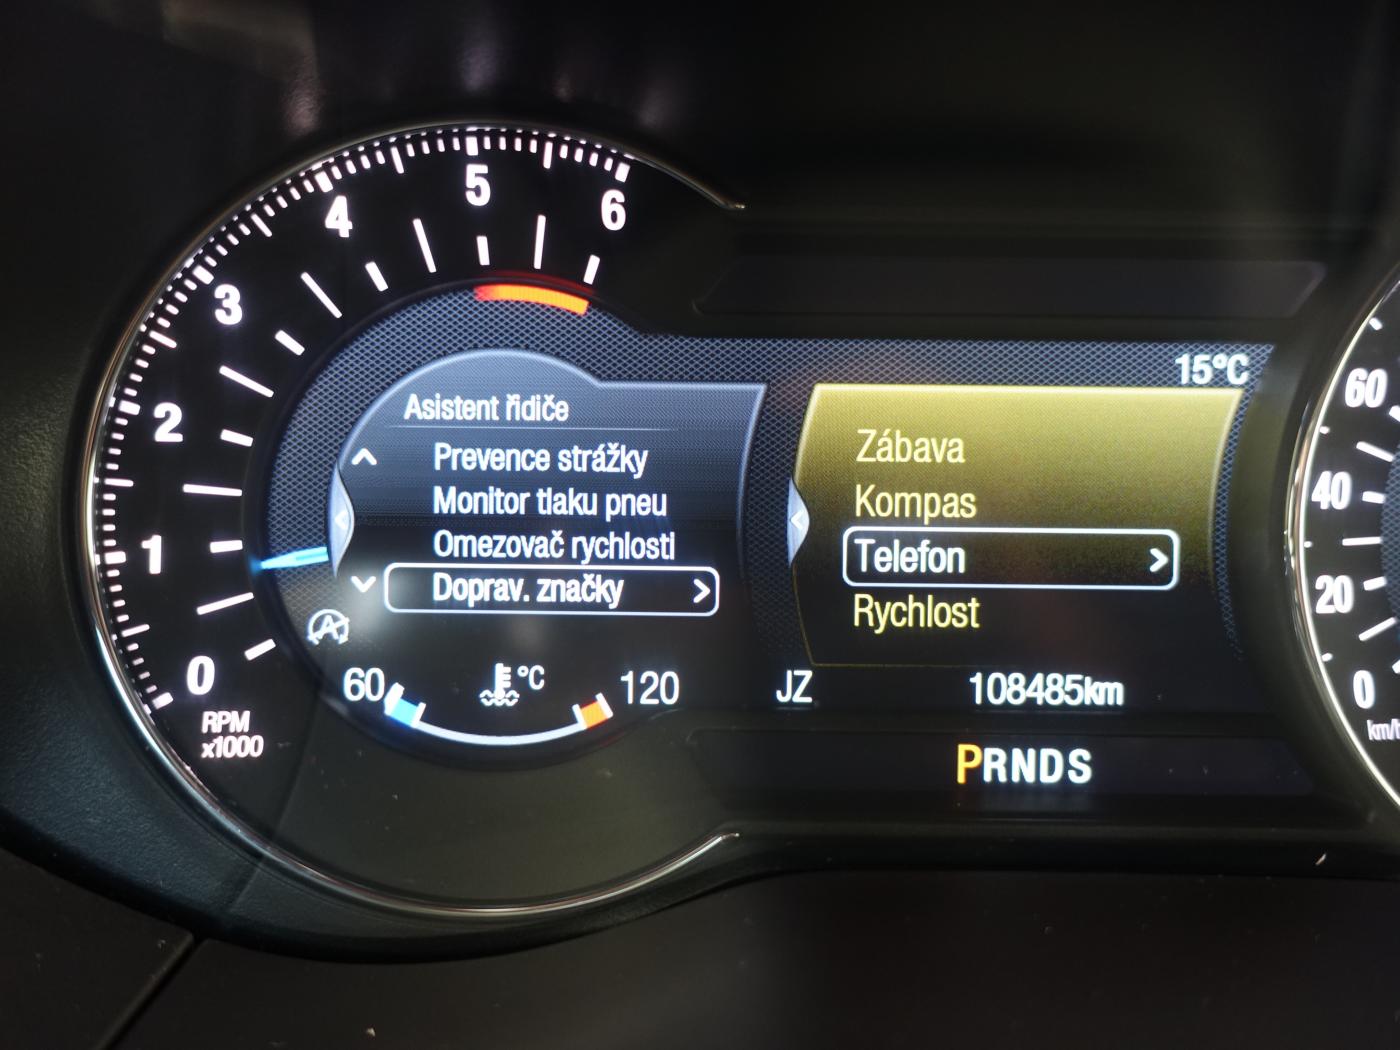 6
5
4
3
2
1
0
RPM
x1000
Asistent řidiče
Prevence strážky
Monitor tlaku pneu
Omezovač rychlosti
Doprav. značky
A
60
°C
120
15°C
Zábava
Kompas
Telefon
Rychlost
JZ
108485km
PRNDS
60
40
20
0
km/h